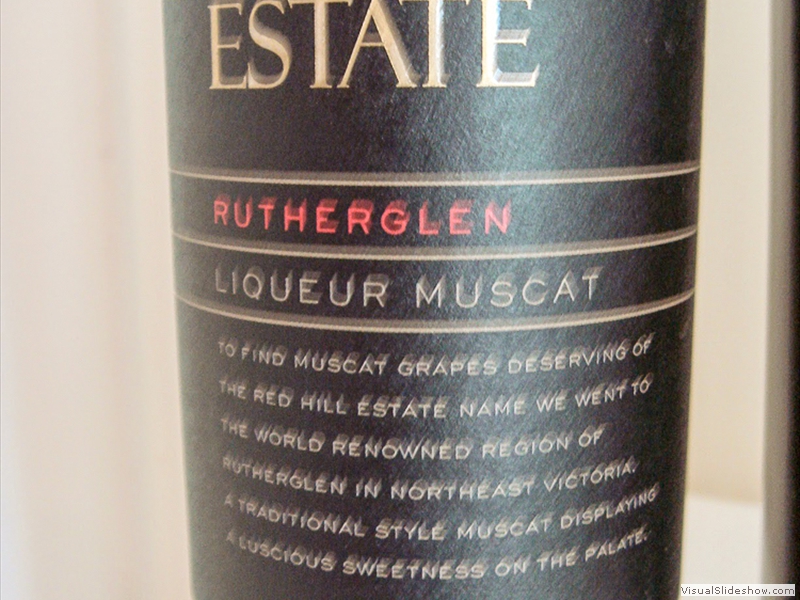 ESTATE
RUTHERGLEN
LIQUEUR MUSCAT
TO FIND MUSCAT GRAPES DESERVING OF
THE RED HILL ESTATE NAME WE WENT TO
THE WORLD RENOWNED REGION OF
RUTHERGLEN IN NORTHEAST VICTORIA.
A TRADITIONAL STYLE MUSCAT DISPLAYING
A LUSCIOUS SWEETNESS ON THE PALATE.
VisualSlideshow.com